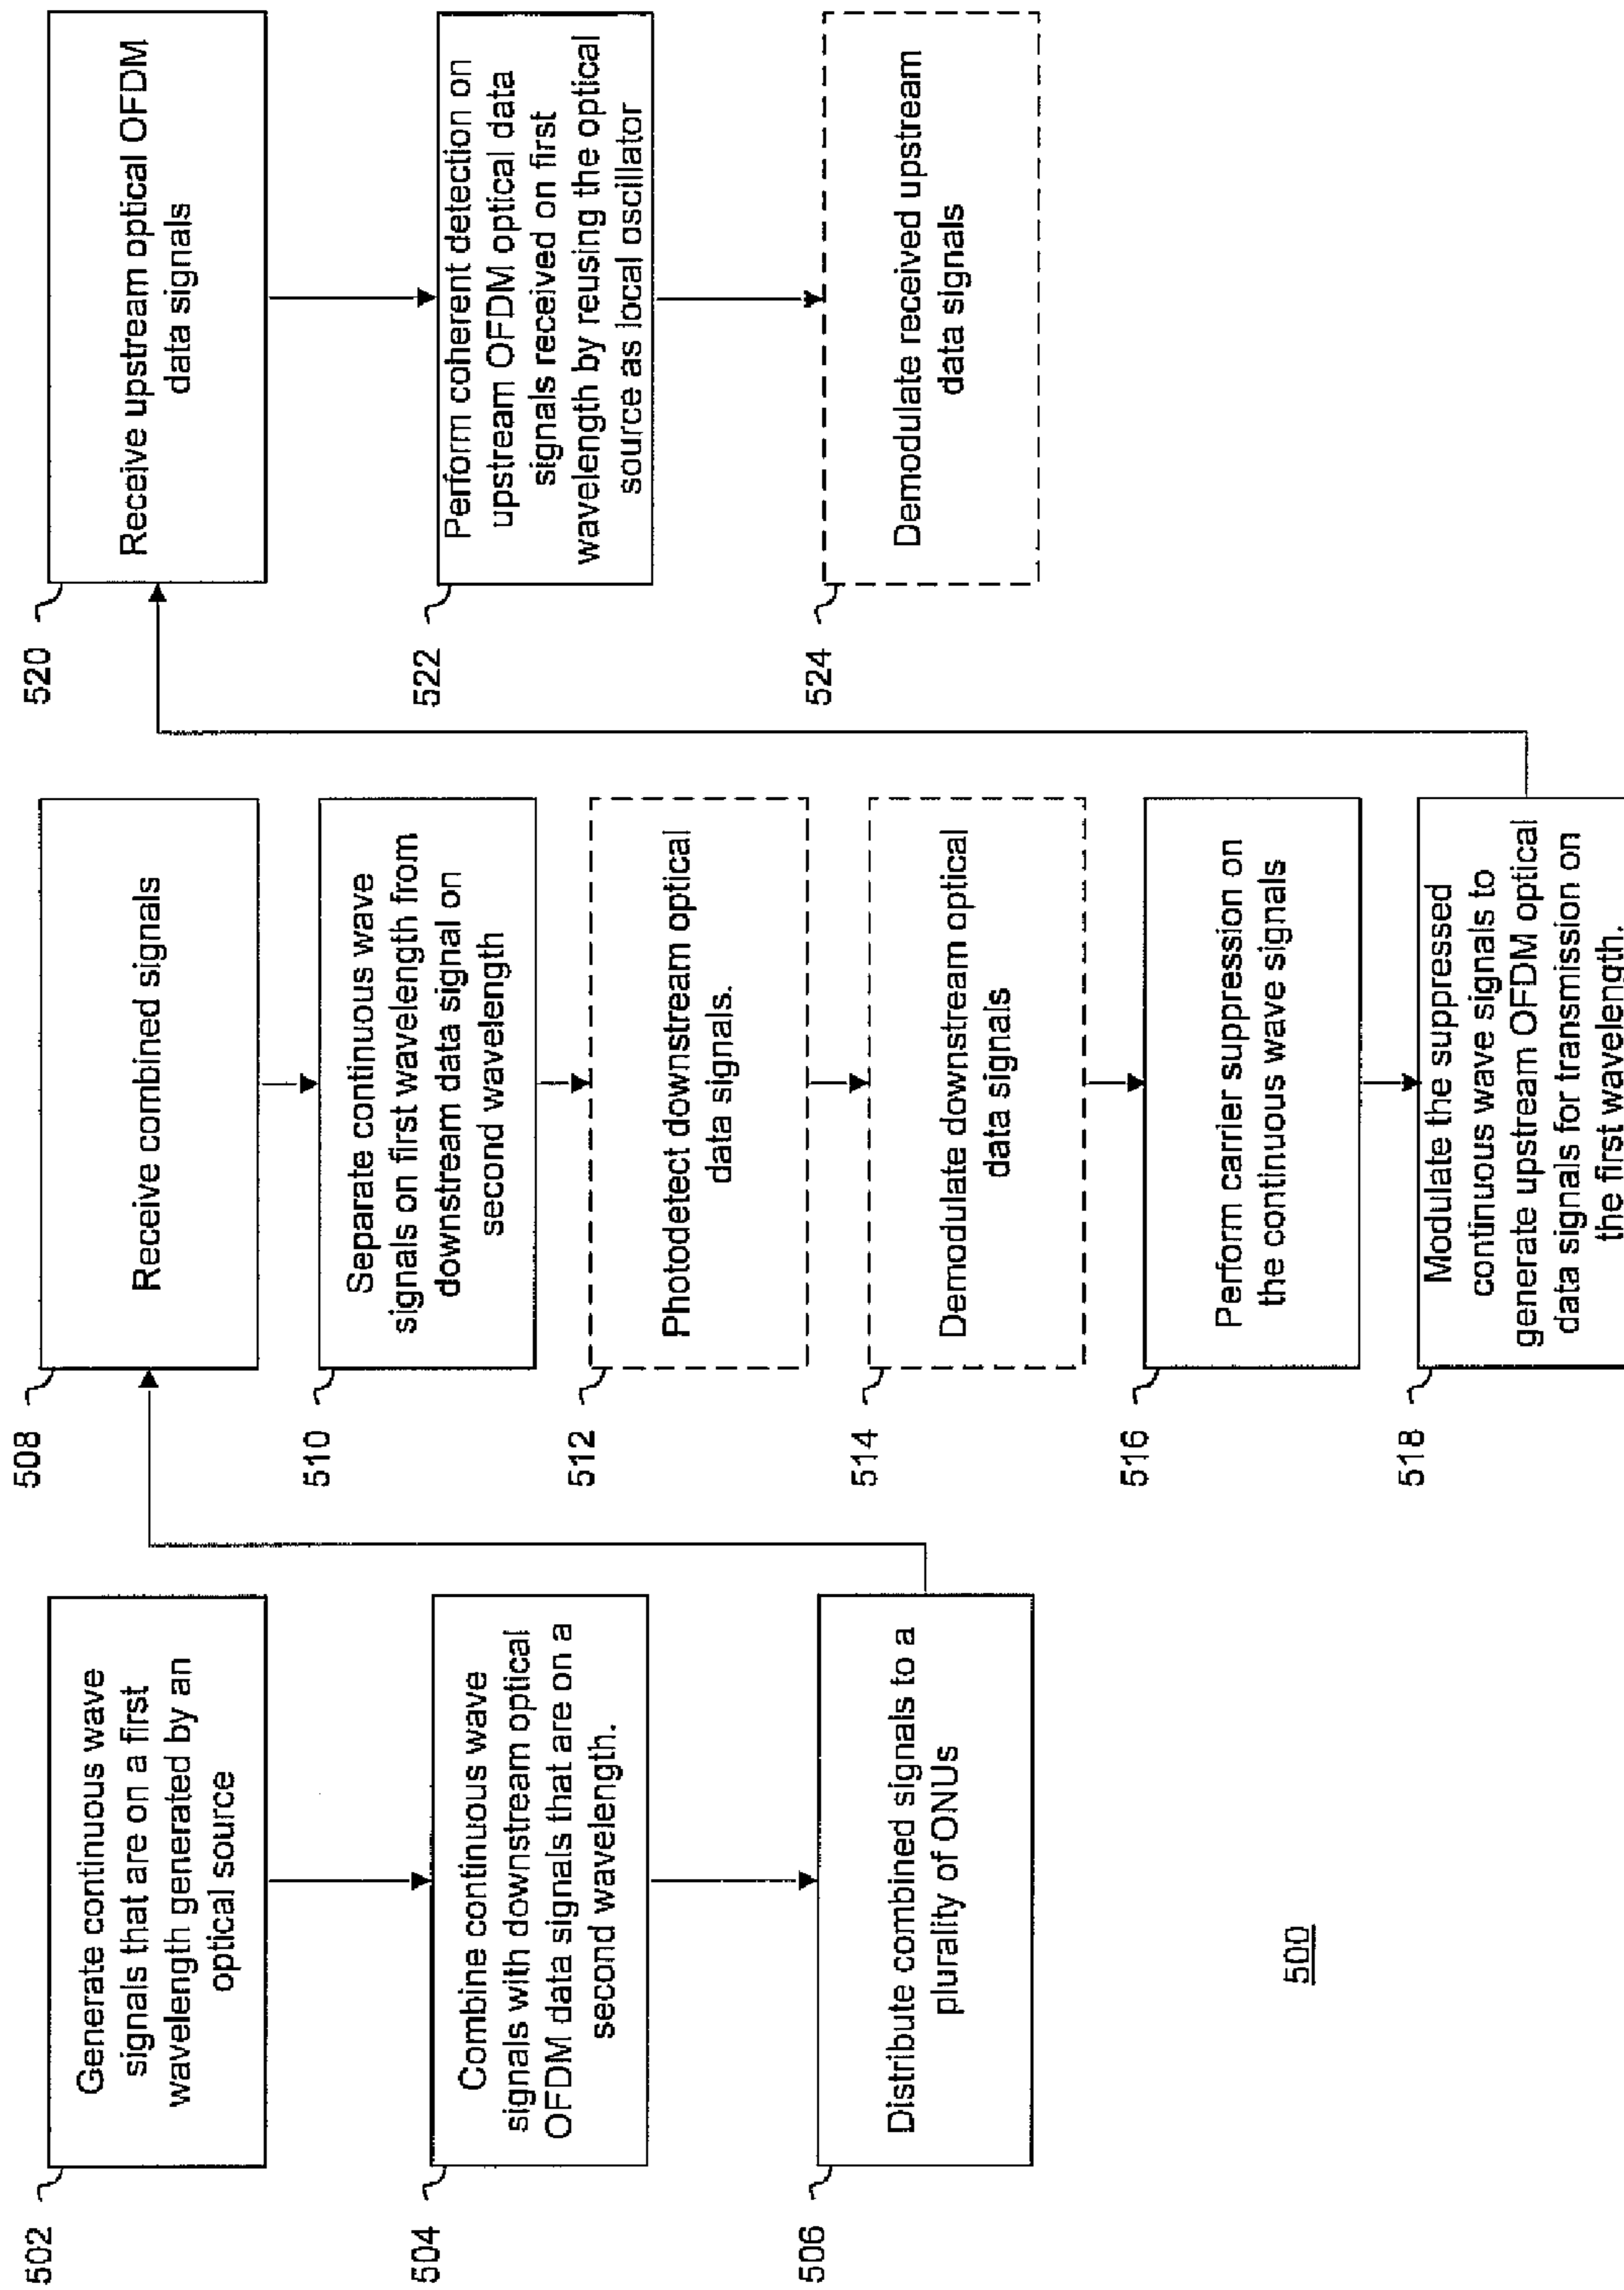 502
Generate continuous wave
signals that are on a first
wavelength generated by an
optical source
504
Combine continuous wave
signals with downstream optical
OFDM data signals that are on a
second wavelength.
506
Distribute combined signals to a
plurality of ONUs
508
Receive combined signals
510
Separate continuous wave
signals on first wavelength from
downstream data signal on
second wavelength
512
Photodetect downstream optical
data signals.
514
Demodulate downstream optical
data signals
516
Perform carrier suppression on
the continuous wave signals
518
Modulate the suppressed
continuous wave signals to
generate upstream OFDM optical
data signals for transmission on
the first wavelength.
520
Receive upstream optical OFDM
data signals
522
Perform coherent detection on
upstream OFDM optical data
signals received on first
wavelength by reusing the optical
source as local oscillator
524
Demodulate received upstream
data signals
500